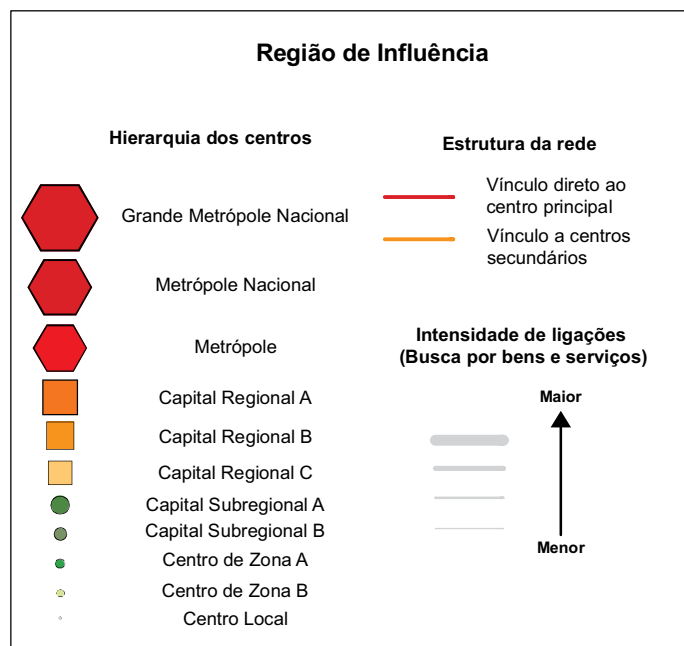 Região de Influência
Hierarquia dos centros
Grande Metrópole Nacional
Metrópole Nacional
Metrópole
Capital Regional A
Capital Regional B
Capital Regional C
Capital Subregional A
Capital Subregional B
Centro de Zona A
Centro de Zona B
Centro Local
Estrutura da rede
Vínculo direto ao
centro principal
Vínculo a centros
secundários
Intensidade de ligações
(Busca por bens e serviços)
Maior
Menor